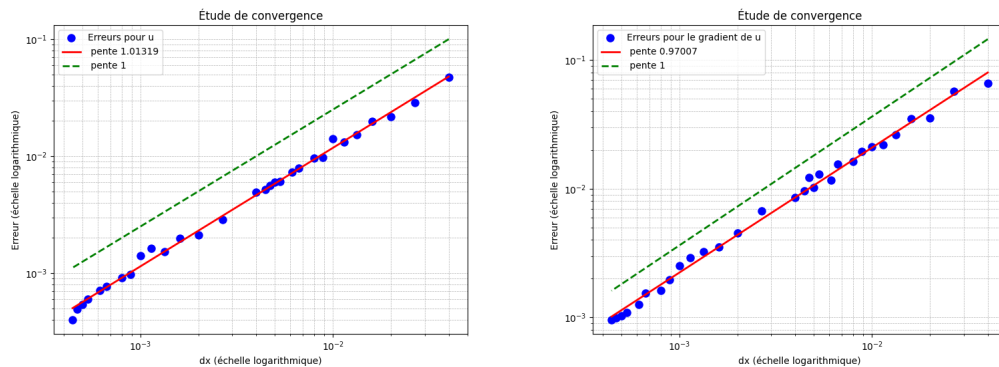 Étude de convergence
Erreurs pour u
pente 1.01319
pente 1
Erreur (échelle logarithmique)
10⁻¹
10⁻²
10⁻³
10⁻³
10⁻²
dx (échelle logarithmique)
Étude de convergence
Erreurs pour le gradient de u
pente 0.97007
pente 1
Erreur (échelle logarithmique)
10⁻¹
10⁻²
10⁻³
10⁻³
10⁻²
dx (échelle logarithmique)